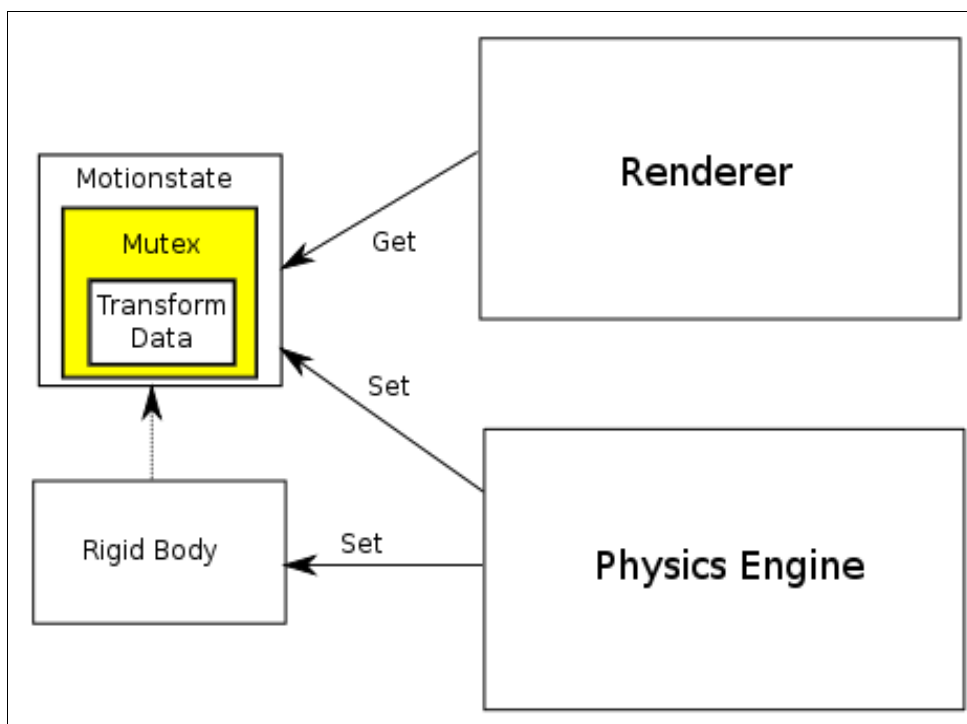 Renderer
Motionstate
Mutex
Get
Transform
Data
Set
Rigid Body
Set
Physics Engine